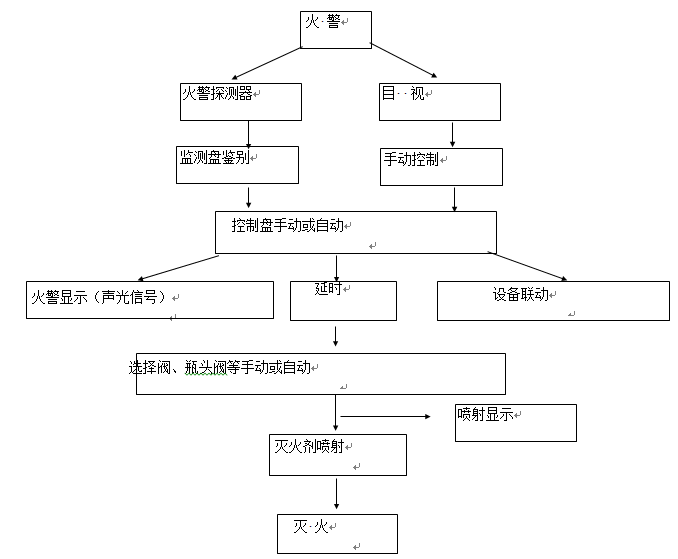 火 警
火警探测器
目 视
监测盘鉴别
手动控制
控制盘手动或自动
火警显示（声光信号）
延时
设备联动
选择阀、瓶头阀等手动或自动
喷射显示
灭火剂喷射
灭 火